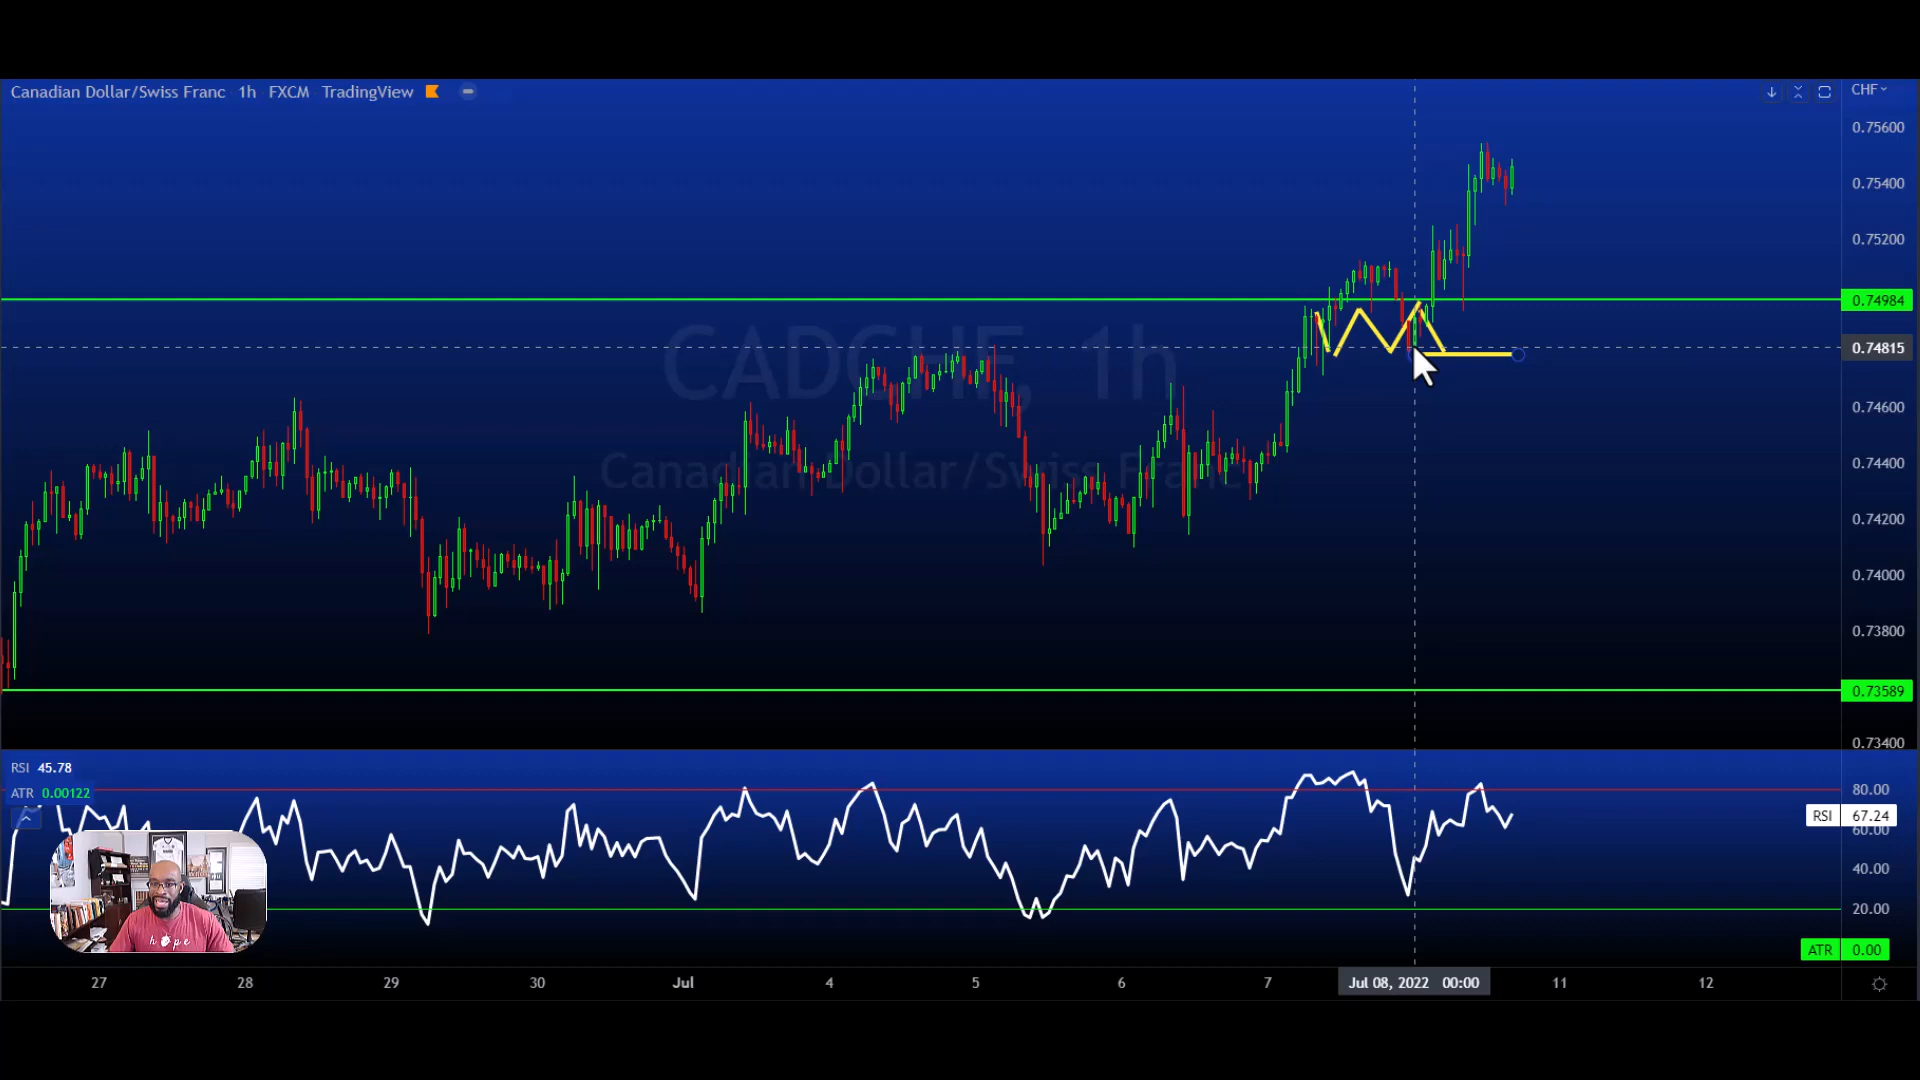 Canadian Dollar/Swiss Franc 1h FXCM TradingView
CHF
0.75600
0.75400
0.75200
0.74984
0.74815
0.74600
0.74400
0.74200
0.74000
0.73800
0.73589
0.73400
CADCHF, 1h
Canadian Dollar/Swiss Franc
RSI 45.78
ATR 0.00122
80.00
RSI 67.24
60.00
40.00
20.00
ATR 0.00
hope
27 28 29 30 Jul 4 5 6 7 Jul 08, 2022 00:00 11 12